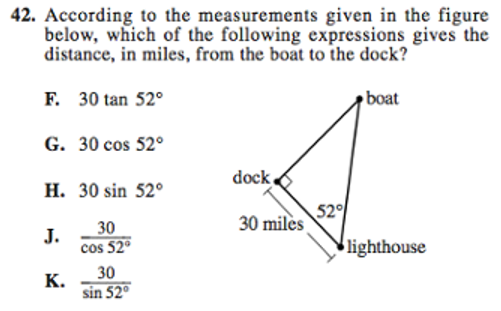 42. According to the measurements given in the figure
below, which of the following expressions gives the
distance, in miles, from the boat to the dock?
F. 30 tan 52°
G. 30 cos 52°
H. 30 sin 52°
J. 30
cos 52°
K. 30
sin 52°
boat
dock
52°
30 miles
lighthouse